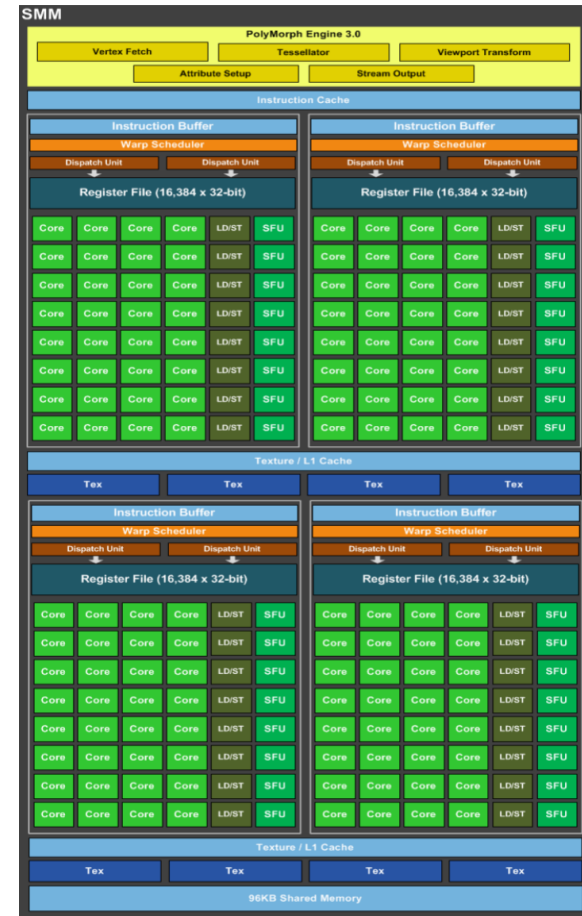 SMM
PolyMorph Engine 3.0
Vertex Fetch Tessellator Viewport Transform
Attribute Setup Stream Output
Instruction Cache
Instruction Buffer Instruction Buffer
Warp Scheduler Warp Scheduler
Dispatch Unit Dispatch Unit Dispatch Unit Dispatch Unit
Register File (16,384 x 32-bit) Register File (16,384 x 32-bit)
Core Core Core Core LD/ST SFU Core Core Core Core LD/ST SFU
Core Core Core Core LD/ST SFU Core Core Core Core LD/ST SFU
Core Core Core Core LD/ST SFU Core Core Core Core LD/ST SFU
Core Core Core Core LD/ST SFU Core Core Core Core LD/ST SFU
Core Core Core Core LD/ST SFU Core Core Core Core LD/ST SFU
Core Core Core Core LD/ST SFU Core Core Core Core LD/ST SFU
Core Core Core Core LD/ST SFU Core Core Core Core LD/ST SFU
Core Core Core Core LD/ST SFU Core Core Core Core LD/ST SFU
Texture / L1 Cache
Tex Tex Tex Tex
Instruction Buffer Instruction Buffer
Warp Scheduler Warp Scheduler
Dispatch Unit Dispatch Unit Dispatch Unit Dispatch Unit
Register File (16,384 x 32-bit) Register File (16,384 x 32-bit)
Core Core Core Core LD/ST SFU Core Core Core Core LD/ST SFU
Core Core Core Core LD/ST SFU Core Core Core Core LD/ST SFU
Core Core Core Core LD/ST SFU Core Core Core Core LD/ST SFU
Core Core Core Core LD/ST SFU Core Core Core Core LD/ST SFU
Core Core Core Core LD/ST SFU Core Core Core Core LD/ST SFU
Core Core Core Core LD/ST SFU Core Core Core Core LD/ST SFU
Core Core Core Core LD/ST SFU Core Core Core Core LD/ST SFU
Core Core Core Core LD/ST SFU Core Core Core Core LD/ST SFU
Texture / L1 Cache
Tex Tex Tex Tex
96KB Shared Memory